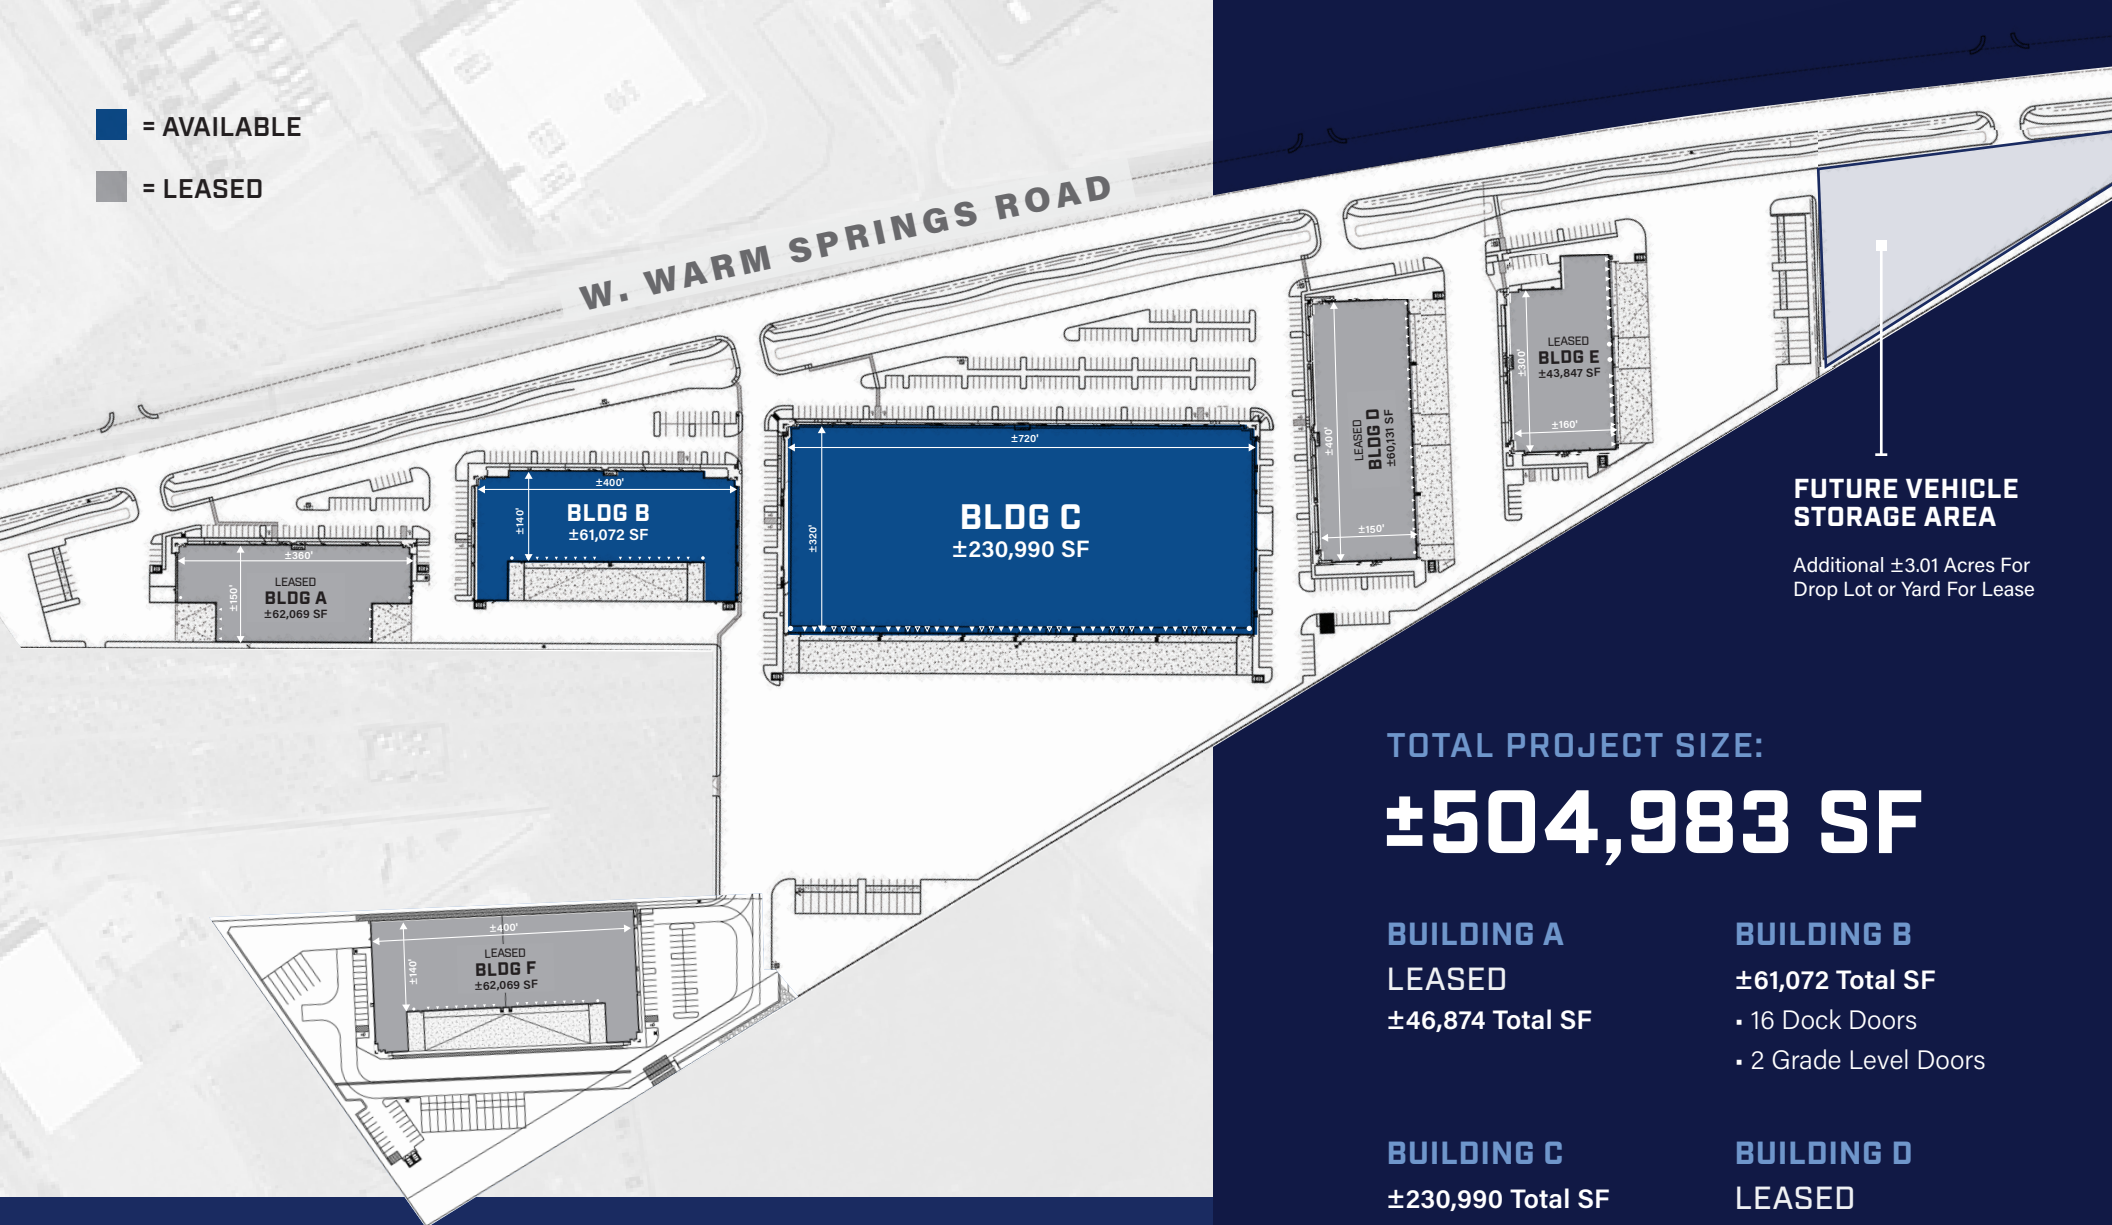 = AVAILABLE
= LEASED
W. WARM SPRINGS ROAD
±360'
±150'
LEASED
BLDG A
±62,069 SF
±400'
±140'
BLDG B
±61,072 SF
±720'
±320'
BLDG C
±230,990 SF
±400'
LEASED
BLDG D
±60,131 SF
±150'
±300'
LEASED
BLDG E
±43,847 SF
±160'
±400'
±140'
LEASED
BLDG F
±62,069 SF
FUTURE VEHICLE
STORAGE AREA
Additional ±3.01 Acres For
Drop Lot or Yard For Lease
TOTAL PROJECT SIZE:
±504,983 SF
BUILDING A
LEASED
±46,874 Total SF
BUILDING B
±61,072 Total SF
▪ 16 Dock Doors
▪ 2 Grade Level Doors
BUILDING C
±230,990 Total SF
BUILDING D
LEASED